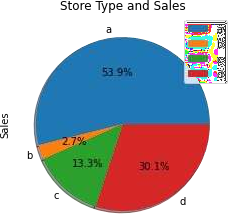 Store Type and Sales
a
53.9%
2.7%
b
13.3%
c
30.1%
d
Sales